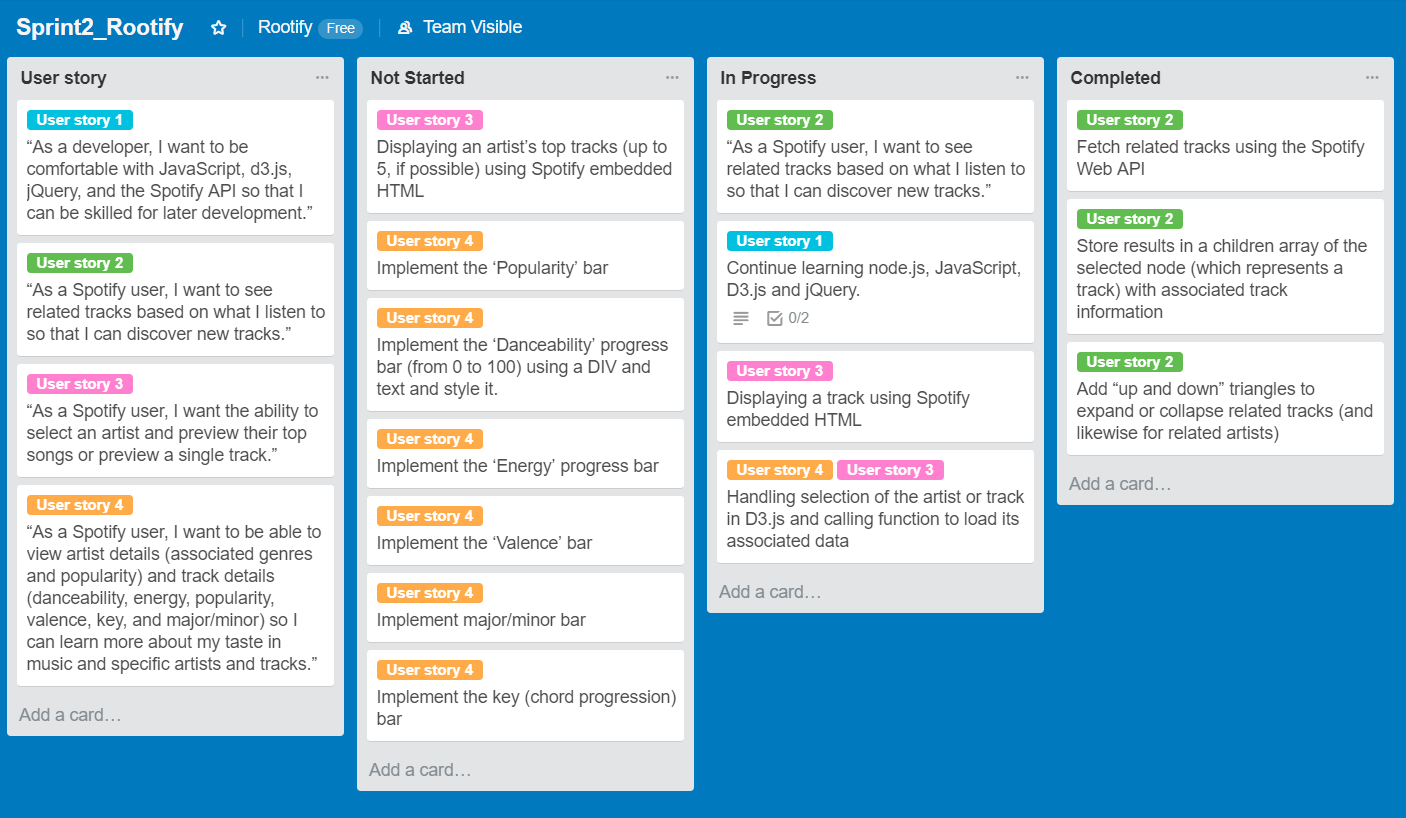 Sprint2_Rootify
Rootify Free
Team Visible
User story
User story 1
“As a developer, I want to be
comfortable with JavaScript, d3.js,
jQuery, and the Spotify API so that I
can be skilled for later development.”
User story 2
“As a Spotify user, I want to see
related tracks based on what I listen to
so that I can discover new tracks.”
User story 3
“As a Spotify user, I want the ability to
select an artist and preview their top
songs or preview a single track.”
User story 4
“As a Spotify user, I want to be able to
view artist details (associated genres
and popularity) and track details
(danceability, energy, popularity,
valence, key, and major/minor) so I
can learn more about my taste in
music and specific artists and tracks.”
Add a card…
Not Started
User story 3
Displaying an artist’s top tracks (up to
5, if possible) using Spotify embedded
HTML
User story 4
Implement the ‘Popularity’ bar
User story 4
Implement the ‘Danceability’ progress
bar (from 0 to 100) using a DIV and
text and style it.
User story 4
Implement the ‘Energy’ progress bar
User story 4
Implement the ‘Valence’ bar
User story 4
Implement major/minor bar
User story 4
Implement the key (chord progression)
bar
Add a card…
In Progress
User story 2
“As a Spotify user, I want to see
related tracks based on what I listen to
so that I can discover new tracks.”
User story 1
Continue learning node.js, JavaScript,
D3.js and jQuery.
0/2
User story 3
Displaying a track using Spotify
embedded HTML
User story 4 User story 3
Handling selection of the artist or track
in D3.js and calling function to load its
associated data
Add a card…
Completed
User story 2
Fetch related tracks using the Spotify
Web API
User story 2
Store results in a children array of the
selected node (which represents a
track) with associated track
information
User story 2
Add “up and down” triangles to
expand or collapse related tracks (and
likewise for related artists)
Add a card…